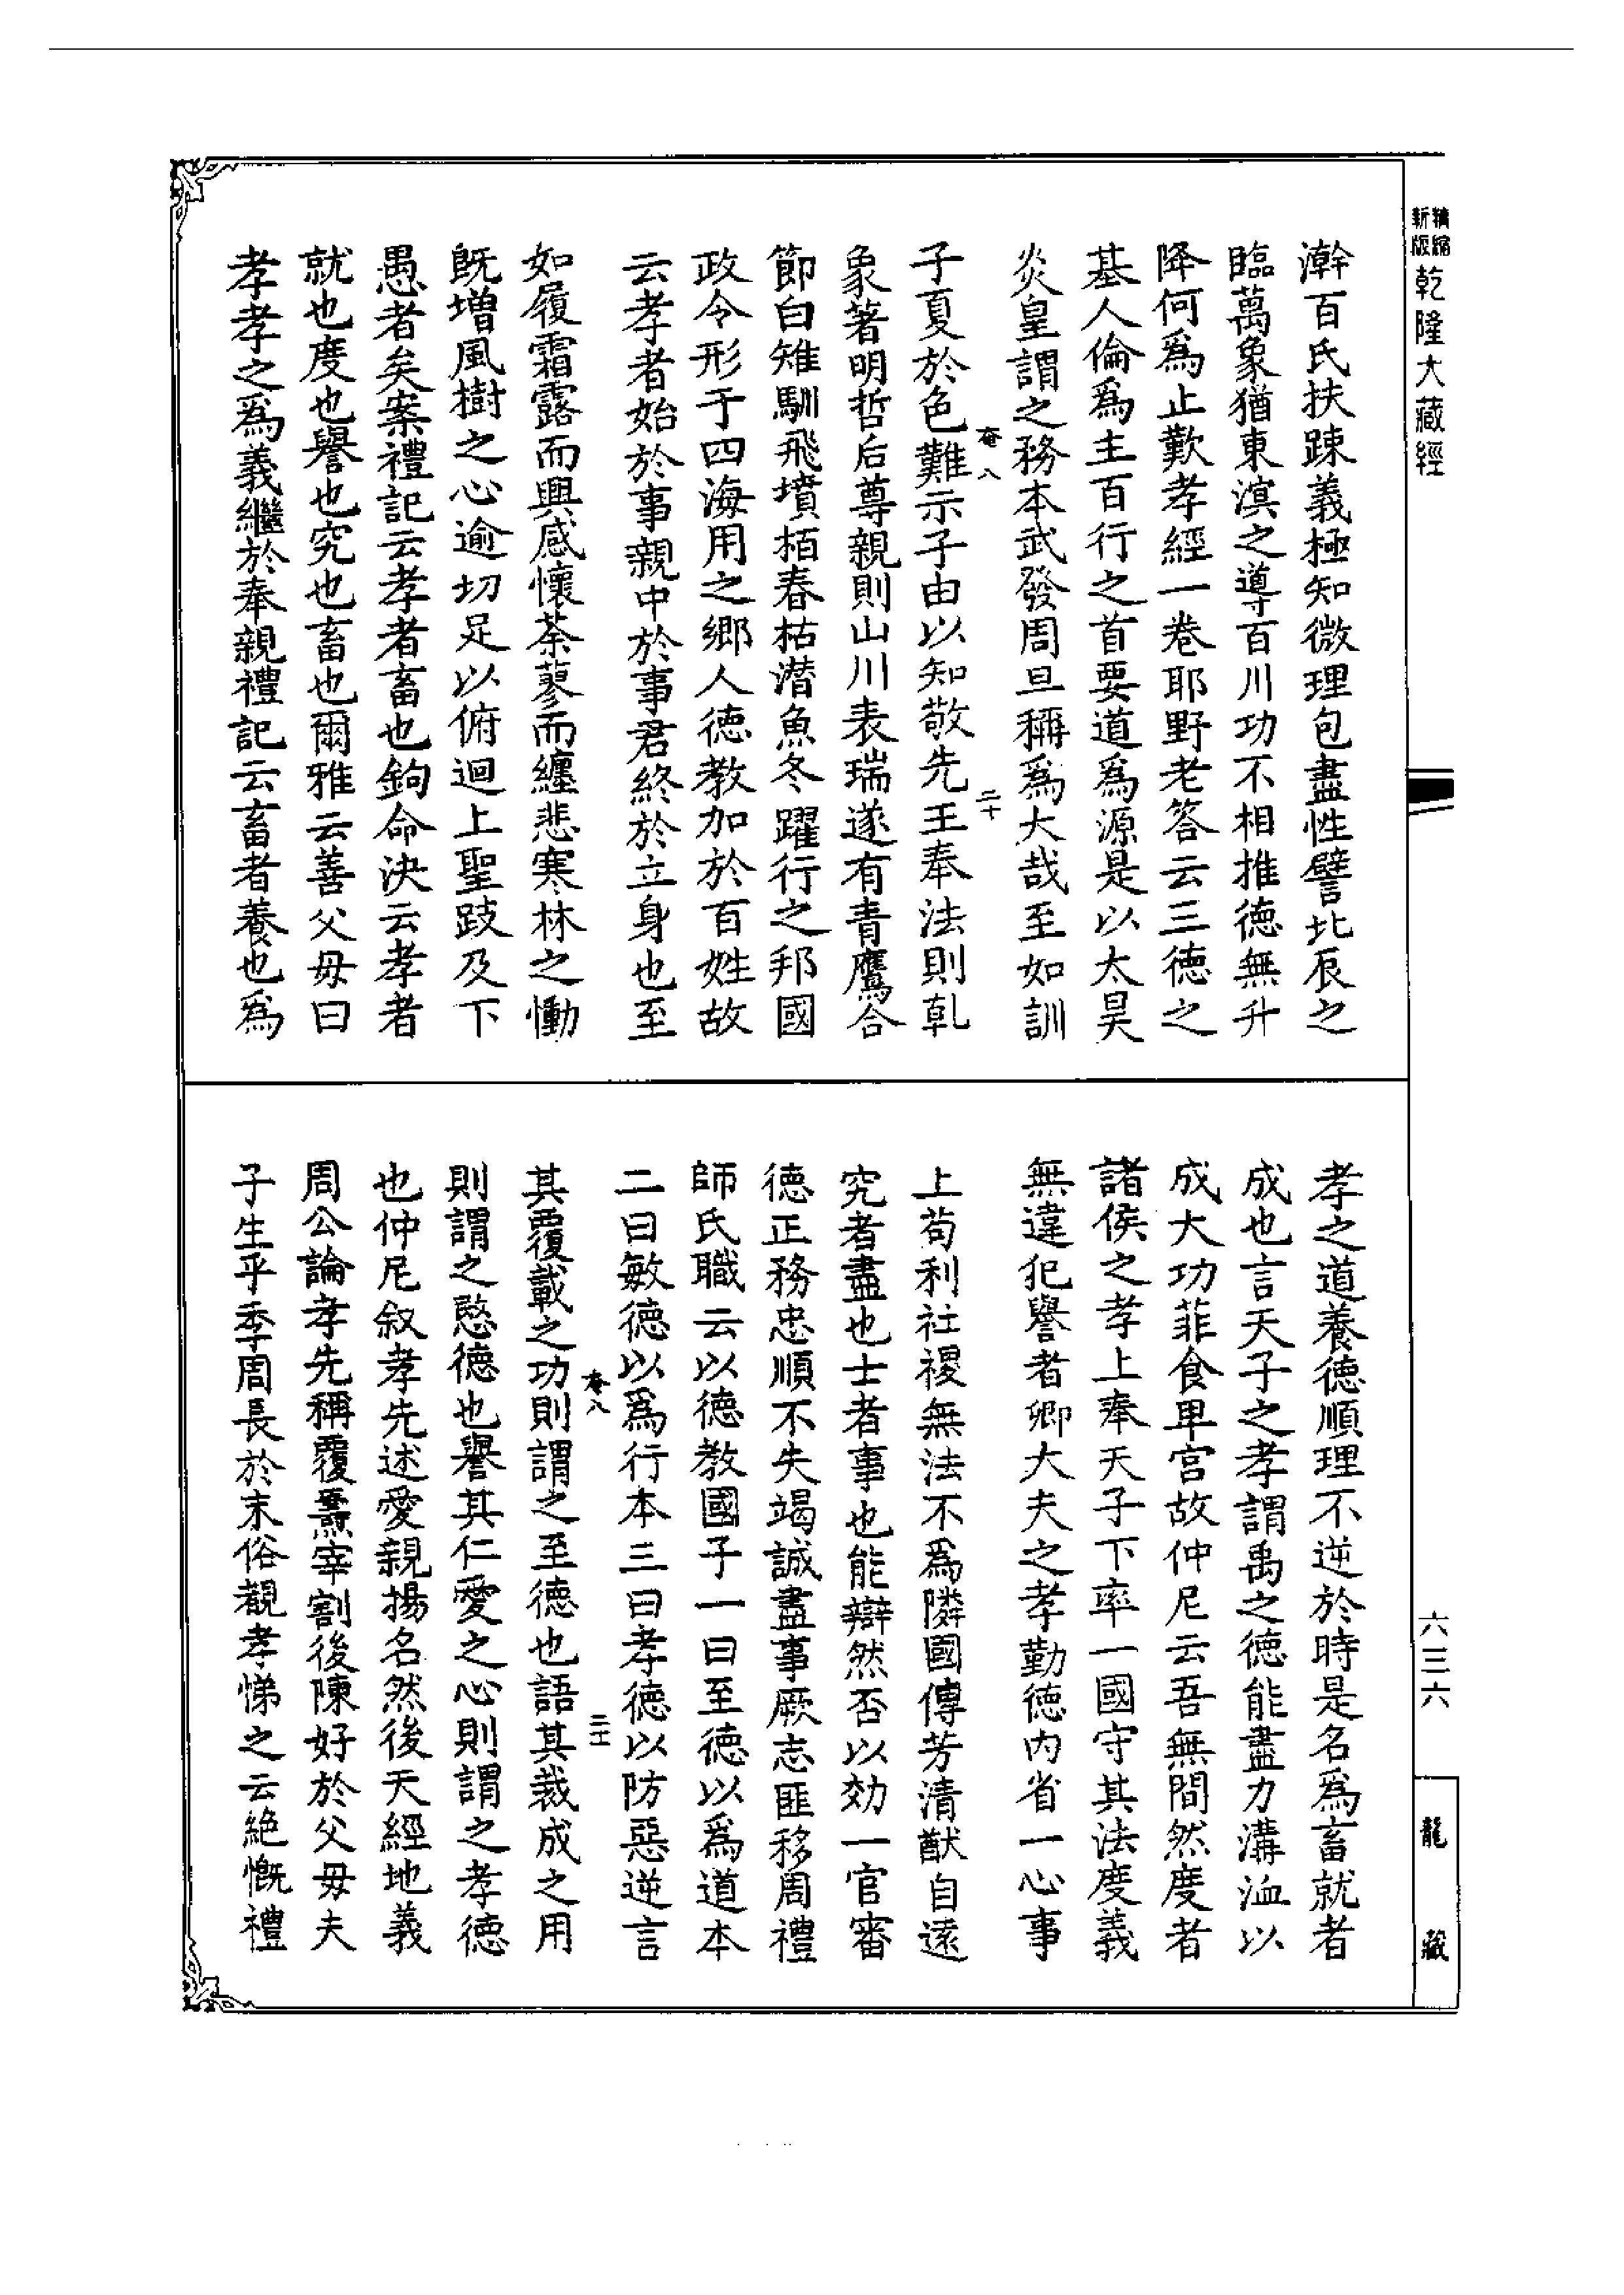 精縮
新版
乾隆大藏經
澣百氏扶踈義極知微理包盡性譬北辰之
臨萬象猶東溟之導百川功不相推德無升
降何爲止歎孝經一卷耶野老答云三德之
基人倫爲主百行之首要道爲源是以太昊
炎皇謂之務本武發周旦稱爲大哉至如訓
菴八
二十
子夏於色難示子由以知敬先王奉法則乹
象著明哲后尊親則山川表瑞遂有青鷹合
節白雉馴飛墳栢春枯潜魚冬躍行之邦國
政令形于四海用之鄉人德教加於百姓故
云孝者始於事親中於事君終於立身也至
如履霜露而興感懷荼蓼而纏悲寒林之慟
旣增風樹之心逾切足以俯迴上聖跂及下
愚者矣案禮記云孝者畜也鉤命決云孝者
就也度也譽也究也畜也爾雅云善父母曰
孝孝之爲義繼於奉親禮記云畜者養也爲
孝之道養德順理不逆於時是名爲畜就者
成也言天子之孝謂禹之德能盡力溝洫以
成大功菲食卑宮故仲尼云吾無間然度者
諸侯之孝上奉天子下率一國守其法度義
無違犯譽者卿大夫之孝勤德内省一心事
上苟利社稷無法不爲隣國傳芳清猷自遠
究者盡也士者事也能辯然否以効一官審
德正務忠順不失竭誠盡事厥志匪移周禮
師氏職云以德教國子一曰至德以爲道本
二曰敏德以爲行本三曰孝德以防惡逆言
菴八
二十一
其覆載之功則謂之至德也語其裁成之用
則謂之愍德也譽其仁愛之心則謂之孝德
也仲尼叙孝先述愛親揚名然後天經地義
周公論孝先稱覆燾宰割後陳好於父母夫
子生乎季周長於末俗覩孝悌之云絶慨禮
六三六
龍藏